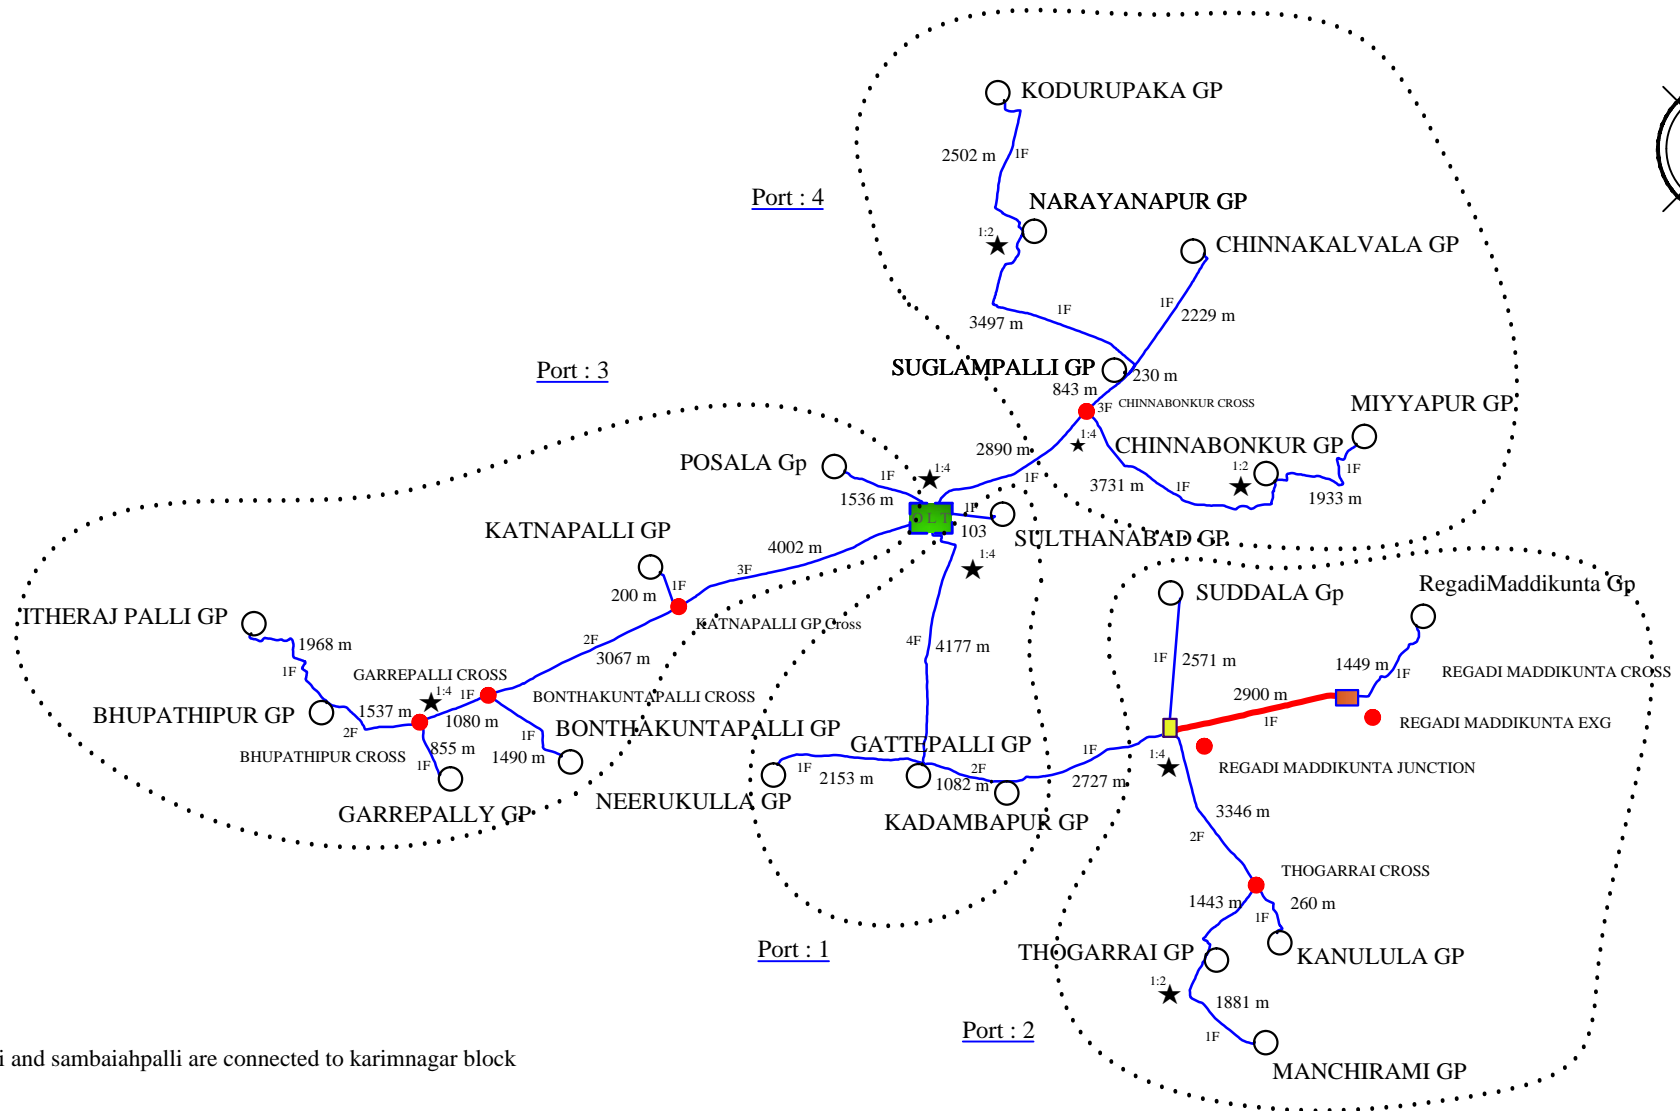 KODURUPAKA GP
2502 m
1F
Port : 4
NARAYANAPUR GP
1:2
CHINNAKALVALA GP
1F
2229 m
1F
3497 m
Port : 3
SUGLAMPALLI GP
230 m
843 m
3F
CHINNABONKUR CROSS
MIYYAPUR GP
1:4
CHINNABONKUR GP
2890 m
1F
POSALA Gp
1F
1536 m
1:4
3731 m
1F
1:2
1F
1933 m
OLT
1F
103
SULTHANABAD GP
1:4
KATNAPALLI GP
4002 m
3F
1F
200 m
KATNAPALLI GP Cross
SUDDALA Gp
RegadiMaddikunta Gp
ITHERAJ PALLI GP
1968 m
1F
2F
3067 m
4F
4177 m
1F
2571 m
1449 m
1F
REGADI MADDIKUNTA CROSS
GARREPALLI CROSS
1:4
1F
BONTHAKUNTAPALLI CROSS
2900 m
1F
REGADI MADDIKUNTA EXG
BHUPATHIPUR GP
1537 m
2F
1080 m
BONTHAKUNTAPALLI GP
1F
1490 m
BHUPATHIPUR CROSS
855 m
1F
GATTEPALLI GP
1F
2153 m
2F
1082 m
1F
2727 m
1:4
REGADI MADDIKUNTA JUNCTION
NEERUKULLA GP
GARREPALLY GP
KADAMBAPUR GP
3346 m
2F
THOGARRAI CROSS
1443 m
260 m
1F
1F
Port : 1
THOGARRAI GP
KANULULA GP
1:2
1881 m
1F
Port : 2
MANCHIRAMI GP
i and sambaiahpalli are connected to karimnagar block